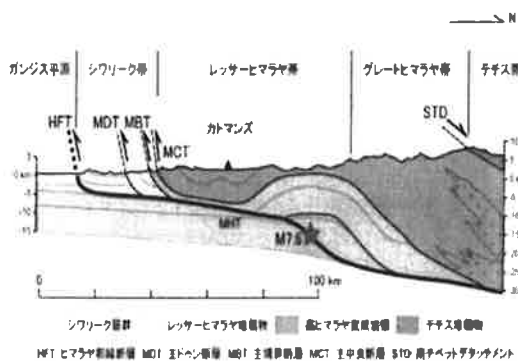 N
ガンジス平原 シワリーク帯 レッサーヒマラヤ帯 グレートヒマラヤ帯 テチス
STD
HFT MDT MBT
カトマンズ
MCT
MHT
M7.8
0 100 km
シワリーク層群 レッサーヒマラヤ堆積物 高ヒマラヤ変成岩類 テチス堆積物
HFT ヒマラヤ前縁断層 MDT 主ドゥン断層 MBT 主境界断層 MCT 主中央断層 STD 南チベットデタッチメント